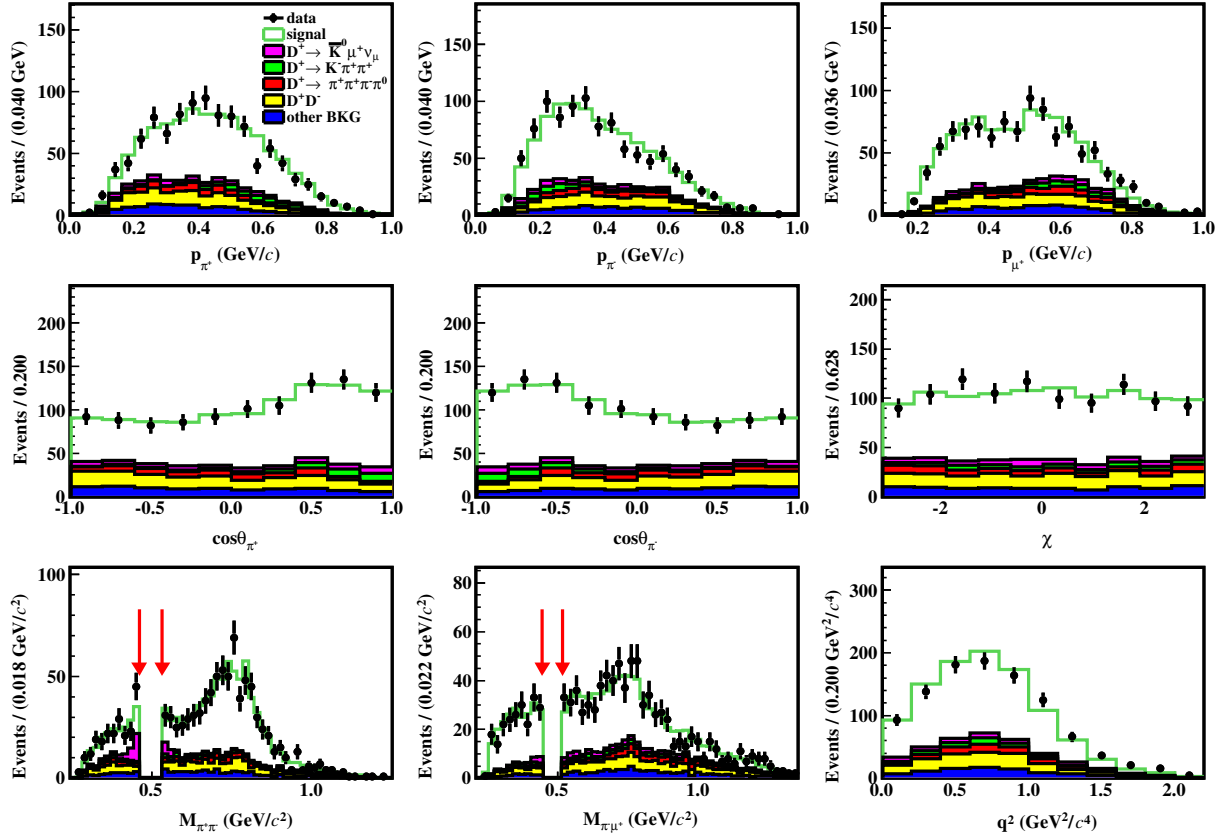 data
signal
D⁺→ K̅⁰μ⁺ν_μ
D⁺→ K⁻π⁺π⁺
D⁺→ π⁺π⁺π⁻π⁰
D⁺D⁻
other BKG
Events / (0.040 GeV)
150
100
50
0
0.0 0.2 0.4 0.6 0.8 1.0
p_π⁺ (GeV/c)
Events / (0.040 GeV)
150
100
50
0
0.0 0.2 0.4 0.6 0.8 1.0
p_π⁻ (GeV/c)
Events / (0.036 GeV)
150
100
50
0
0.2 0.4 0.6 0.8 1.0
p_μ⁺ (GeV/c)
Events / 0.200
200
150
100
50
0
-1.0 -0.5 0.0 0.5 1.0
cosθ_π⁺
Events / 0.200
200
150
100
50
0
-1.0 -0.5 0.0 0.5 1.0
cosθ_π⁻
Events / 0.628
200
150
100
50
0
-2 0 2
χ
Events / (0.018 GeV/c²)
100
50
0
0.5 1.0
M_π⁺π⁻ (GeV/c²)
Events / (0.022 GeV/c²)
80
60
40
20
0
0.5 1.0
M_π⁻μ⁺ (GeV/c²)
Events / (0.200 GeV²/c⁴)
300
200
100
0
0.0 0.5 1.0 1.5 2.0
q² (GeV²/c⁴)